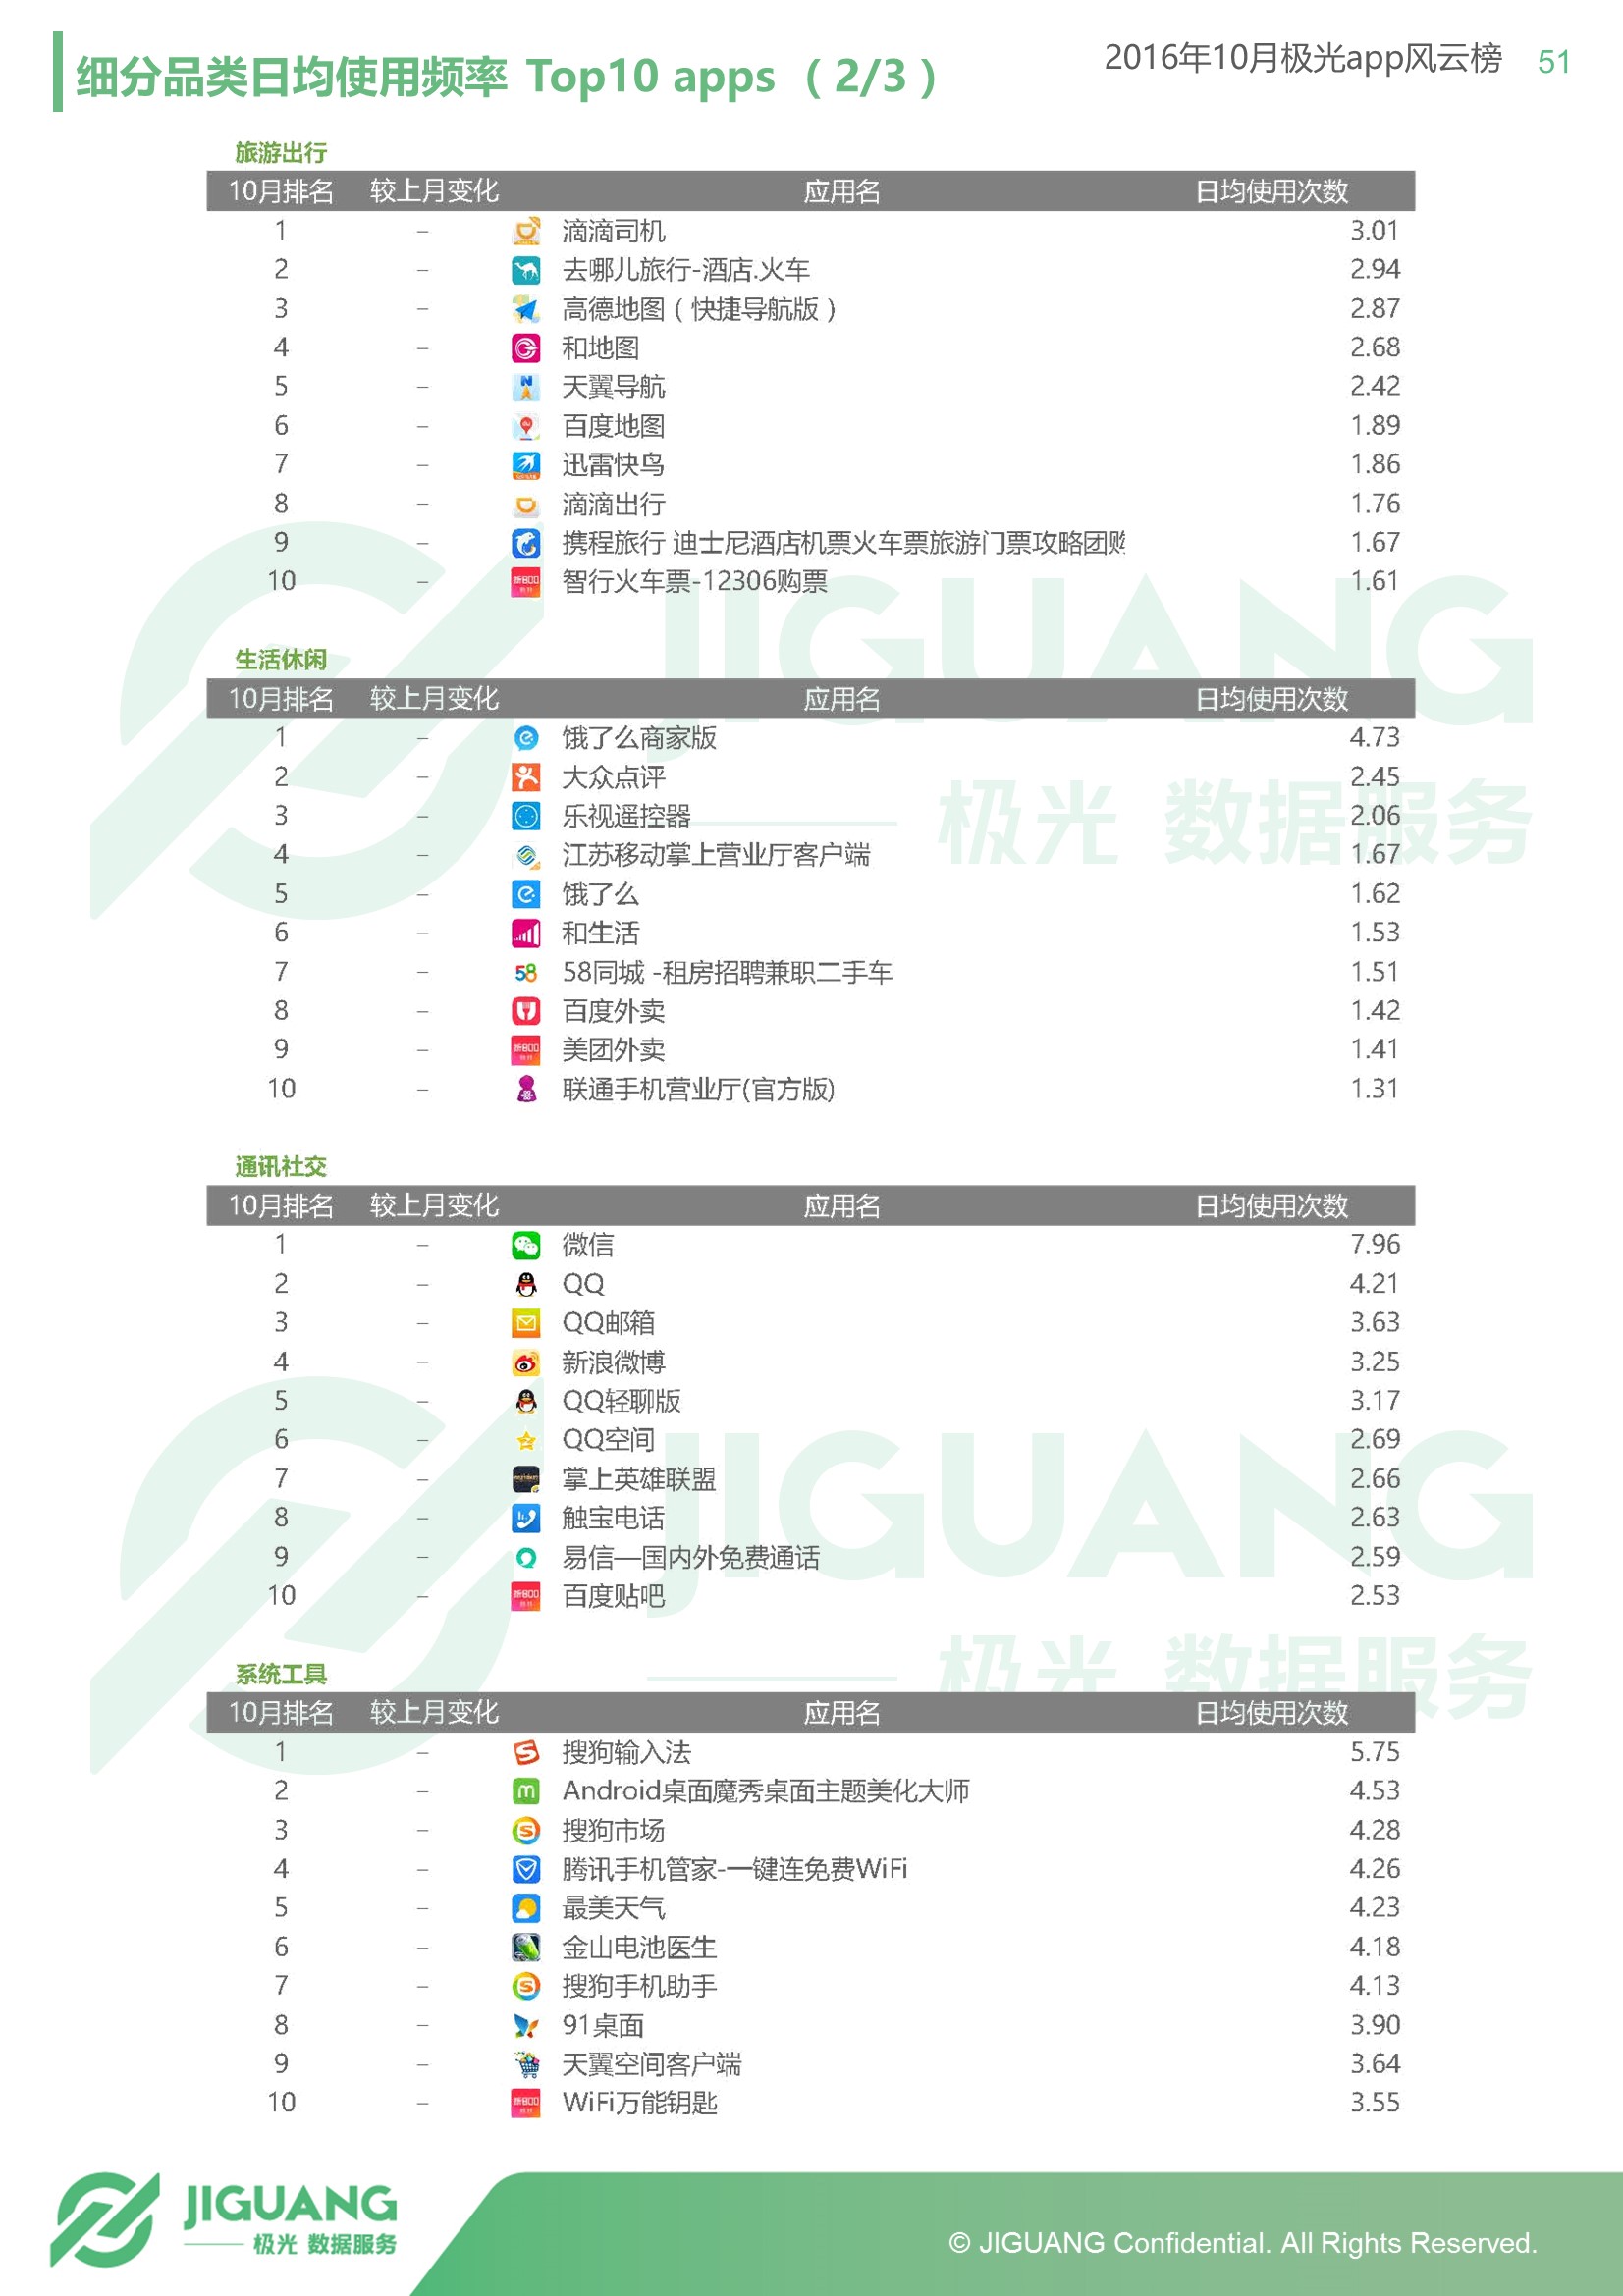 细分品类日均使用频率 Top10 apps （2/3）
2016年10月极光app风云榜 51
旅游出行
10月排名 较上月变化 应用名 日均使用次数
1 – 滴滴司机 3.01
2 – 去哪儿旅行-酒店.火车 2.94
3 – 高德地图（快捷导航版） 2.87
4 – 和地图 2.68
5 – 天翼导航 2.42
6 – 百度地图 1.89
7 – 迅雷快鸟 1.86
8 – 滴滴出行 1.76
9 – 携程旅行 迪士尼酒店机票火车票旅游门票攻略团购 1.67
10 – 智行火车票-12306购票 1.61
生活休闲
10月排名 较上月变化 应用名 日均使用次数
1 – 饿了么商家版 4.73
2 – 大众点评 2.45
3 – 乐视遥控器 2.06
4 – 江苏移动掌上营业厅客户端 1.67
5 – 饿了么 1.62
6 – 和生活 1.53
7 – 58同城 -租房招聘兼职二手车 1.51
8 – 百度外卖 1.42
9 – 美团外卖 1.41
10 – 联通手机营业厅(官方版) 1.31
通讯社交
10月排名 较上月变化 应用名 日均使用次数
1 – 微信 7.96
2 – QQ 4.21
3 – QQ邮箱 3.63
4 – 新浪微博 3.25
5 – QQ轻聊版 3.17
6 – QQ空间 2.69
7 – 掌上英雄联盟 2.66
8 – 触宝电话 2.63
9 – 易信—国内外免费通话 2.59
10 – 百度贴吧 2.53
系统工具
10月排名 较上月变化 应用名 日均使用次数
1 – 搜狗输入法 5.75
2 – Android桌面魔秀桌面主题美化大师 4.53
3 – 搜狗市场 4.28
4 – 腾讯手机管家-一键连免费WiFi 4.26
5 – 最美天气 4.23
6 – 金山电池医生 4.18
7 – 搜狗手机助手 4.13
8 – 91桌面 3.90
9 – 天翼空间客户端 3.64
10 – WiFi万能钥匙 3.55
JIGUANG
极光 数据服务
JIGUANG
极光 数据服务
JIGUANG
极光 数据服务
© JIGUANG Confidential. All Rights Reserved.